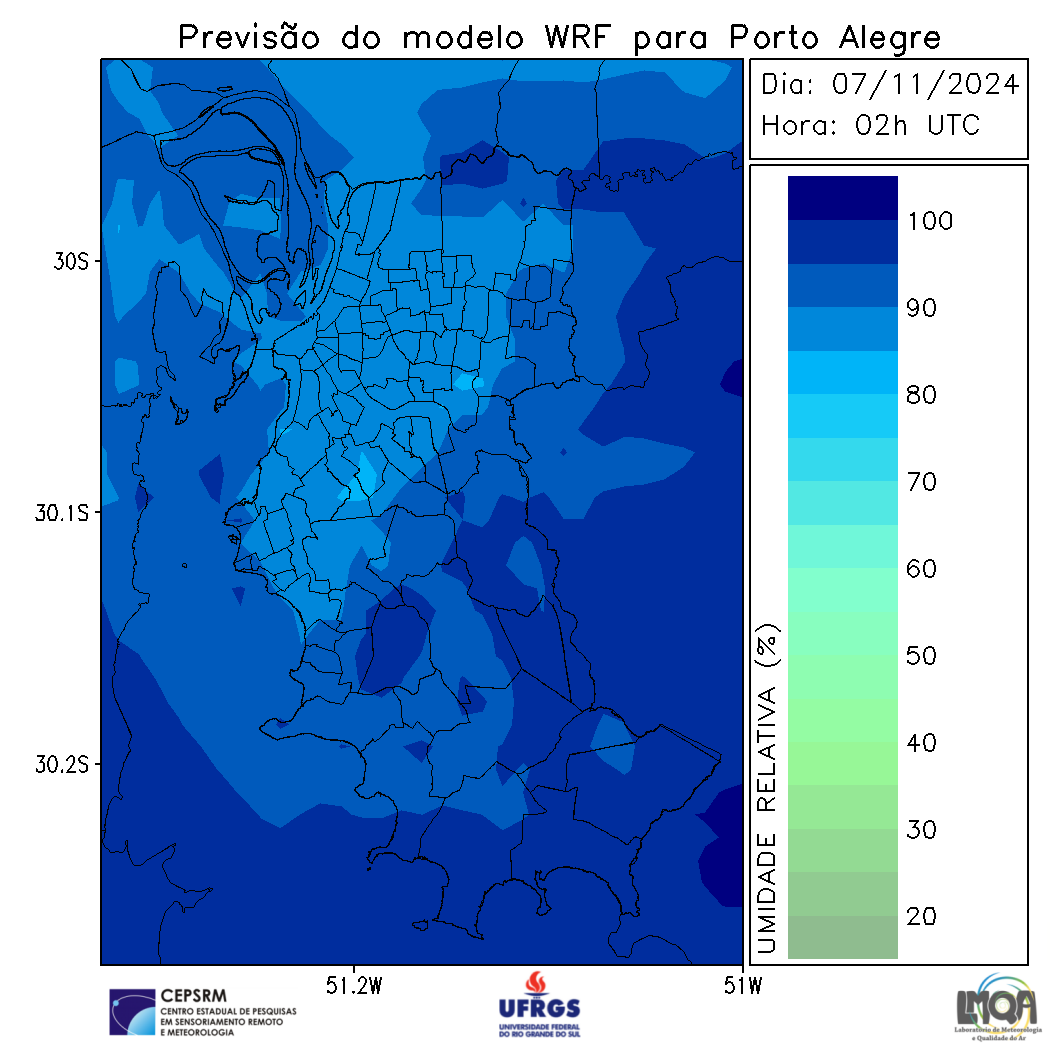 Previsão do modelo WRF para Porto Alegre
Dia: 07/11/2024
Hora: 02h UTC
30S
30.1S
30.2S
51.2W
51W
100
90
80
70
60
50
40
30
20
UMIDADE RELATIVA (%)
CEPSRM
CENTRO ESTADUAL DE PESQUISAS
EM SENSORIAMENTO REMOTO
E METEOROLOGIA
UFRGS
UNIVERSIDADE FEDERAL
DO RIO GRANDE DO SUL
LMQA
Laboratório de Meteorologia
e Qualidade do Ar